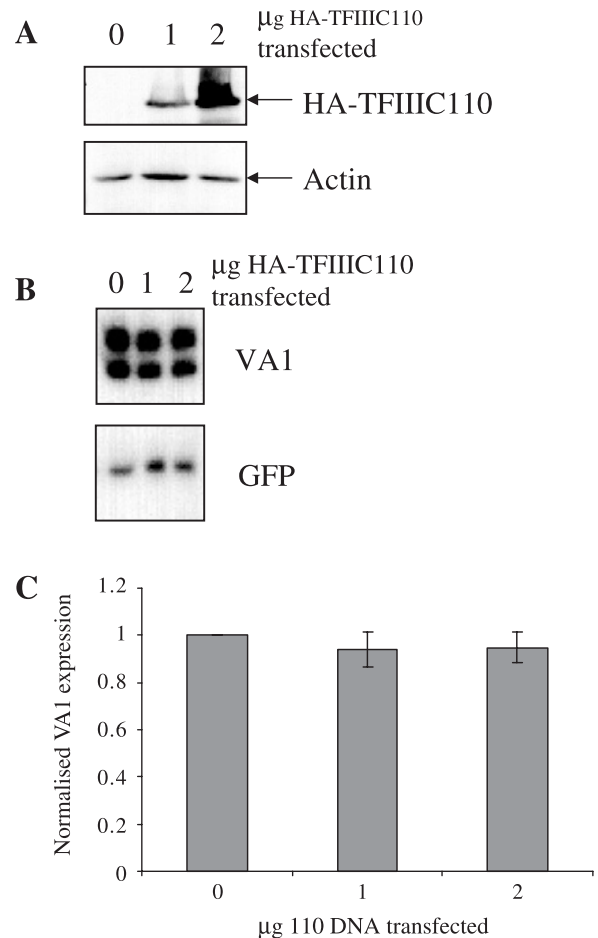 A
0 1 2
μg HA-TFIIIC110
transfected
HA-TFIIIC110
Actin
B
0 1 2
μg HA-TFIIIC110
transfected
VA1
GFP
C
Normalised VA1 expression
1.2
1
0.8
0.6
0.4
0.2
0
0 1 2
μg 110 DNA transfected